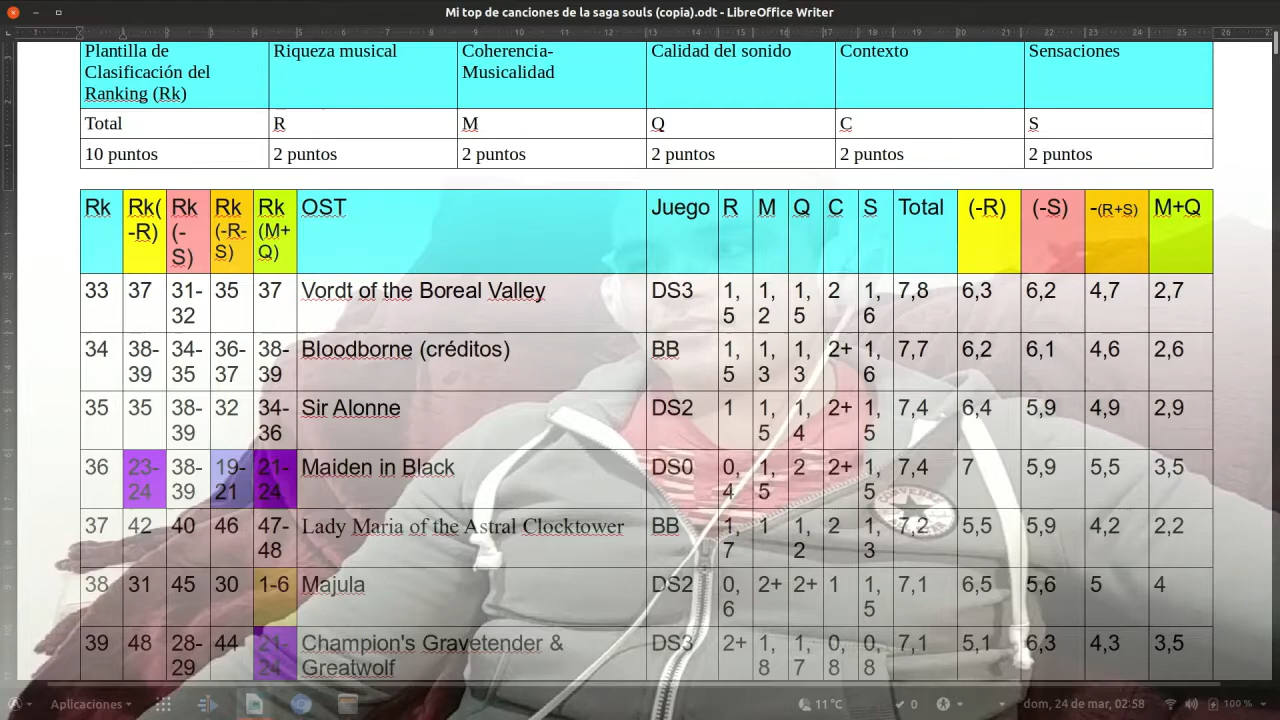 Mi top de canciones de la saga souls (copia).odt - LibreOffice Writer
Plantilla de Clasificación del Ranking (Rk) Riqueza musical Coherencia-Musicalidad Calidad del sonido Contexto Sensaciones
Total R M Q C S
10 puntos 2 puntos 2 puntos 2 puntos 2 puntos 2 puntos
Rk Rk(-R) Rk (-S) Rk (-R-S) Rk (M+Q) OST Juego R M Q C S Total (-R) (-S) -(R+S) M+Q
33 37 31-32 35 37 Vordt of the Boreal Valley DS3 1,5 1,2 1,5 2 1,6 7,8 6,3 6,2 4,7 2,7
34 38-39 34-35 36-37 38-39 Bloodborne (créditos) BB 1,5 1,3 1,3 2+ 1,6 7,7 6,2 6,1 4,6 2,6
35 35 38-39 32 34-36 Sir Alonne DS2 1 1,5 1,4 2+ 1,5 7,4 6,4 5,9 4,9 2,9
36 23-24 38-39 19-21 21-24 Maiden in Black DS0 0,4 1,5 2 2+ 1,5 7,4 7 5,9 5,5 3,5
37 42 40 46 47-48 Lady Maria of the Astral Clocktower BB 1,7 1 1,2 2 1,3 7,2 5,5 5,9 4,2 2,2
38 31 45 30 1-6 Majula DS2 0,6 2+ 2+ 1 1,5 7,1 6,5 5,6 5 4
39 48 28-29 44 21-24 Champion's Gravetender & Greatwolf DS3 2+ 1,8 1,7 0,8 0,8 7,1 5,1 6,3 4,3 3,5
CONVERSE
Aplicaciones 11°C 0 dom, 24 de mar, 02:58 100 %